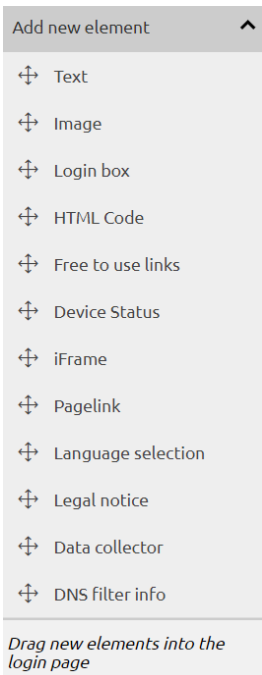 Add new element
Text
Image
Login box
HTML Code
Free to use links
Device Status
iFrame
Pagelink
Language selection
Legal notice
Data collector
DNS filter info
Drag new elements into the
login page